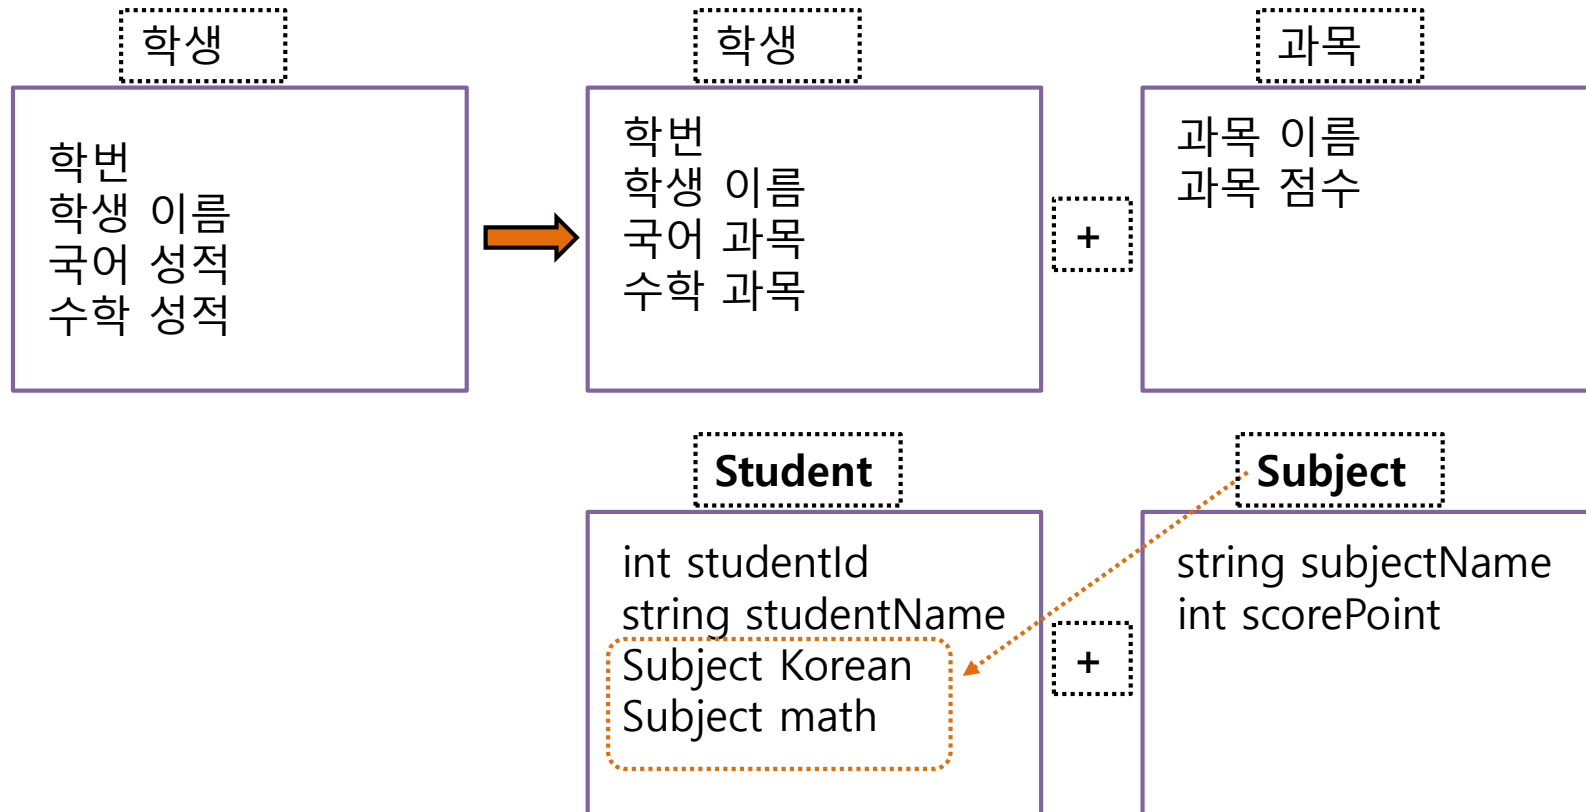 학생
학번
학생 이름
국어 성적
수학 성적
학생
학번
학생 이름
국어 과목
수학 과목
+
과목
과목 이름
과목 점수
Student
int studentId
string studentName
Subject Korean
Subject math
+
Subject
string subjectName
int scorePoint